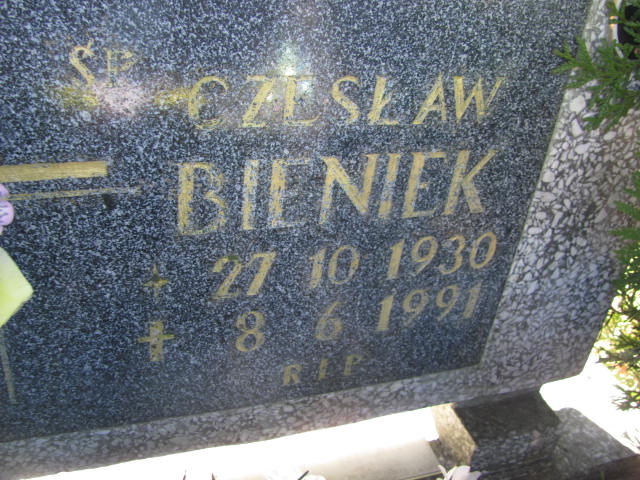 ŚP.
CZESŁAW
BIENIEK
27 10 1930
8 6 1991
RIP